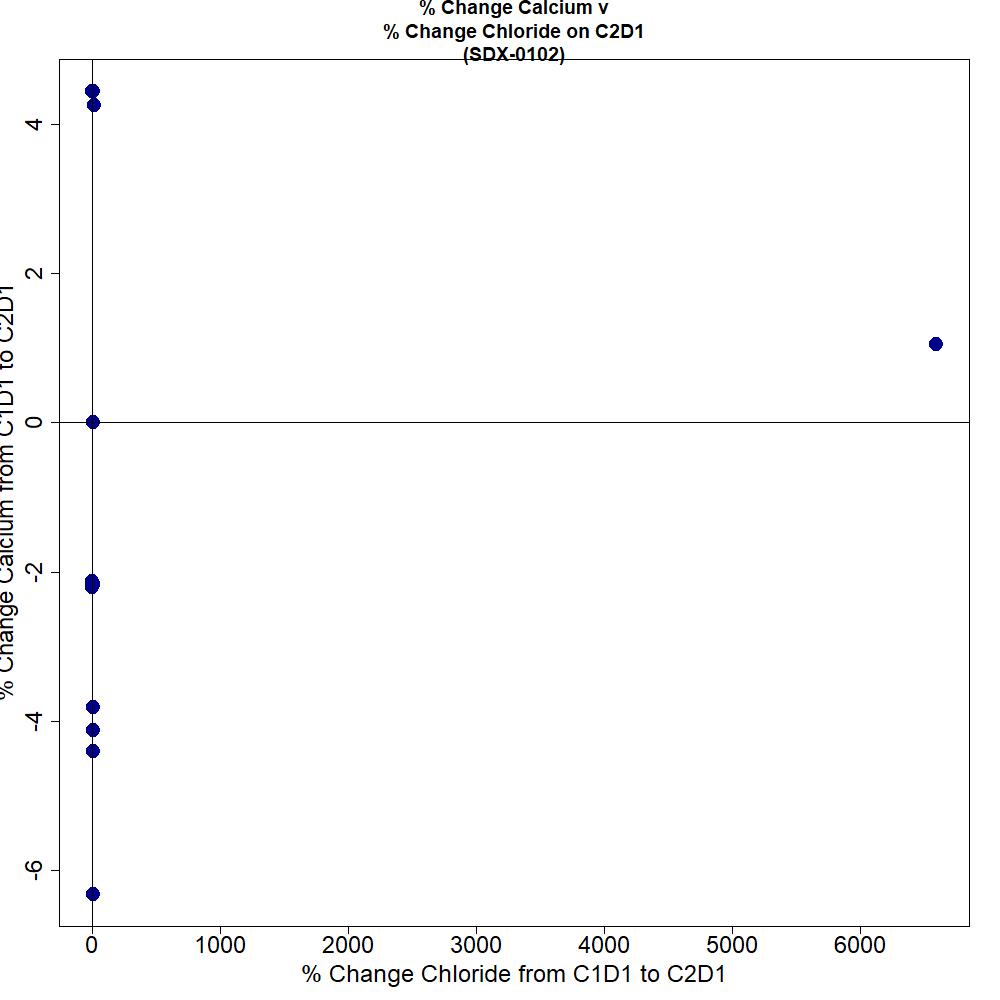 % Change Calcium v
% Change Chloride on C2D1
(SDX-0102)
4
2
0
-2
-4
-6
% Change Calcium from C1D1 to C2D1
0 1000 2000 3000 4000 5000 6000
% Change Chloride from C1D1 to C2D1